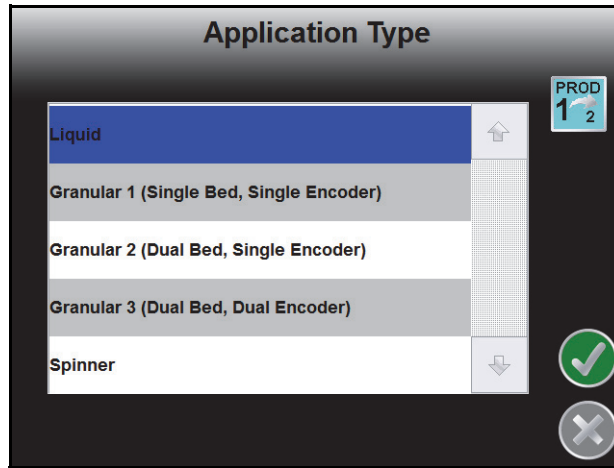 Application Type
PROD
1 2
Liquid
Granular 1 (Single Bed, Single Encoder)
Granular 2 (Dual Bed, Single Encoder)
Granular 3 (Dual Bed, Dual Encoder)
Spinner